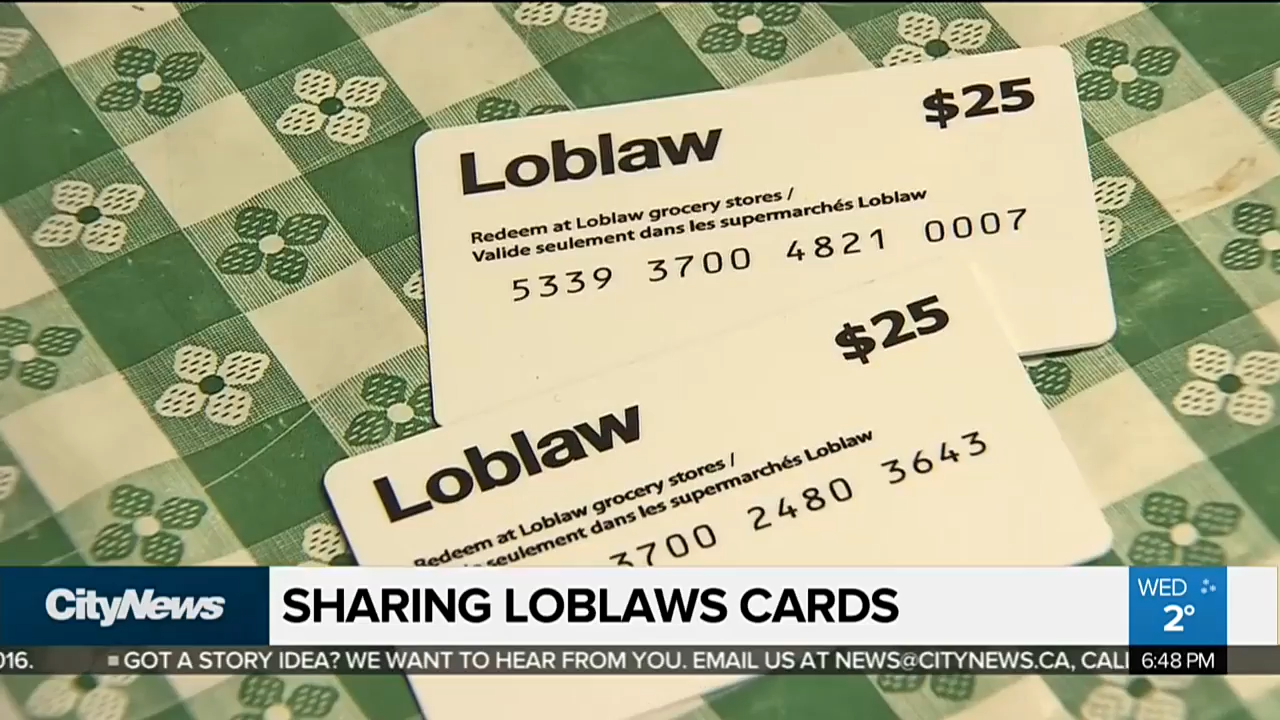 Loblaw
$25
Redeem at Loblaw grocery stores /
Valide seulement dans les supermarchés Loblaw
5339 3700 4821 0007
$25
Loblaw
Redeem at Loblaw grocery stores /
seulement dans les supermarchés Loblaw
3700 2480 3643
CityNews
SHARING LOBLAWS CARDS
WED
2°
016. GOT A STORY IDEA? WE WANT TO HEAR FROM YOU. EMAIL US AT NEWS@CITYNEWS.CA, CALL
6:48 PM